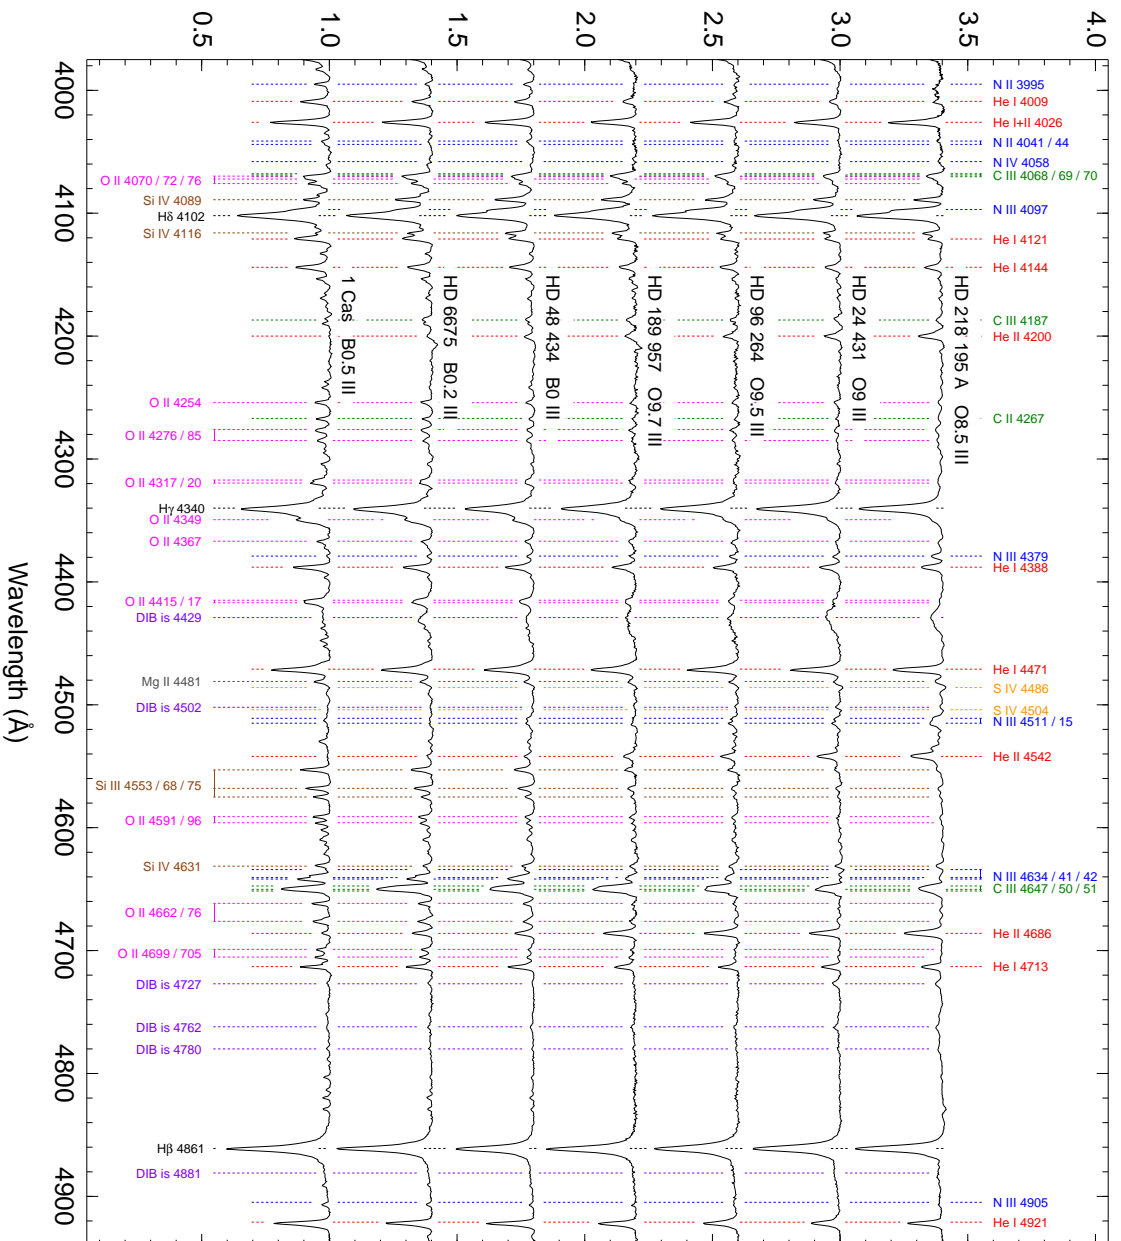 0.5
1.0
1.5
2.0
2.5
3.0
3.5
4.0
4000
4100
4200
4300
4400
4500
4600
4700
4800
4900
Wavelength (Å)
N II 3995
He I 4009
He I+II 4026
N II 4041 / 44
N IV 4058
C III 4068 / 69 / 70
N III 4097
He I 4121
He I 4144
C III 4187
He II 4200
C II 4267
N III 4379
He I 4388
He I 4471
S IV 4486
S IV 4504
N III 4511 / 15
He II 4542
N III 4634 / 41 / 42
C III 4647 / 50 / 51
He II 4686
He I 4713
N III 4905
He I 4921
O II 4070 / 72 / 76
Si IV 4089
Hδ 4102
Si IV 4116
O II 4254
O II 4276 / 85
O II 4317 / 20
Hγ 4340
O II 4349
O II 4367
O II 4415 / 17
DIB is 4429
Mg II 4481
DIB is 4502
Si III 4553 / 68 / 75
O II 4591 / 96
Si IV 4631
O II 4662 / 76
O II 4699 / 705
DIB is 4727
DIB is 4762
DIB is 4780
Hβ 4861
DIB is 4881
HD 218 195 A O8.5 III
HD 24 431 O9 III
HD 96 264 O9.5 III
HD 189 957 O9.7 III
HD 48 434 B0 III
HD 6675 B0.2 III
1 Cas B0.5 III